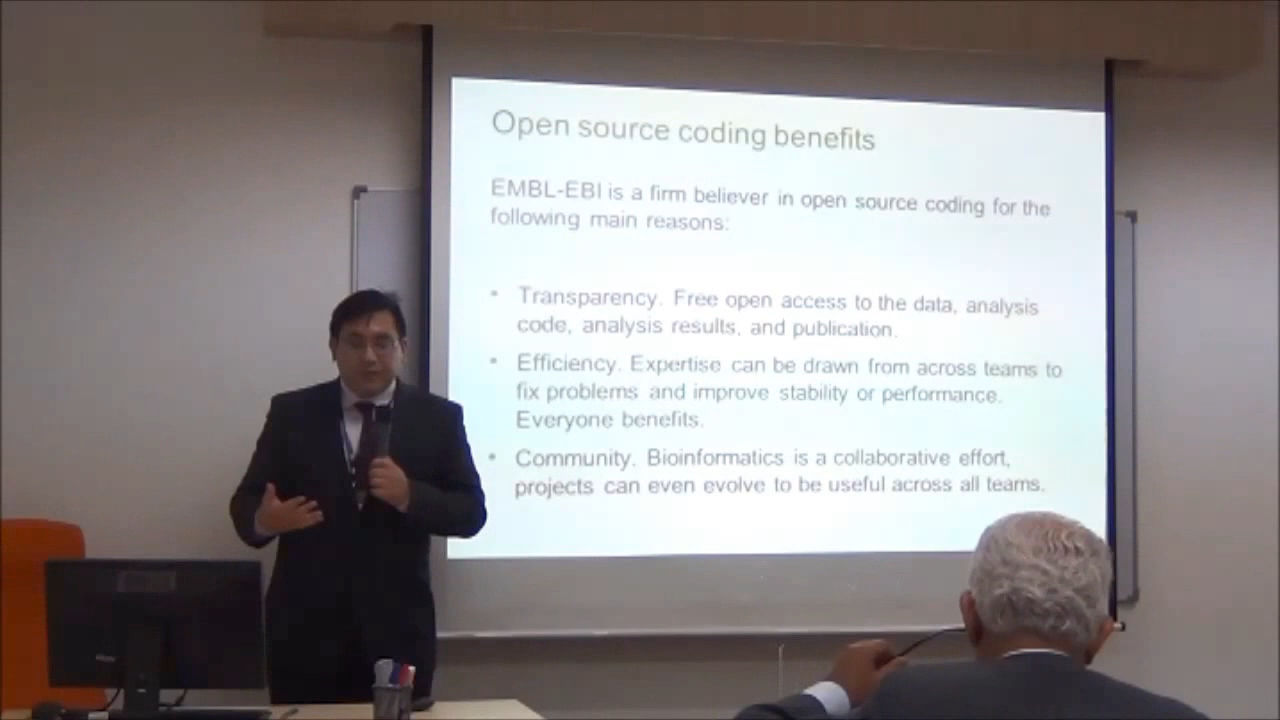 Open source coding benefits
EMBL-EBI is a firm believer in open source coding for the
following main reasons:
• Transparency. Free open access to the data, analysis
code, analysis results, and publication.
• Efficiency. Expertise can be drawn from across teams to
fix problems and improve stability or performance.
Everyone benefits.
• Community. Bioinformatics is a collaborative effort,
projects can even evolve to be useful across all teams.